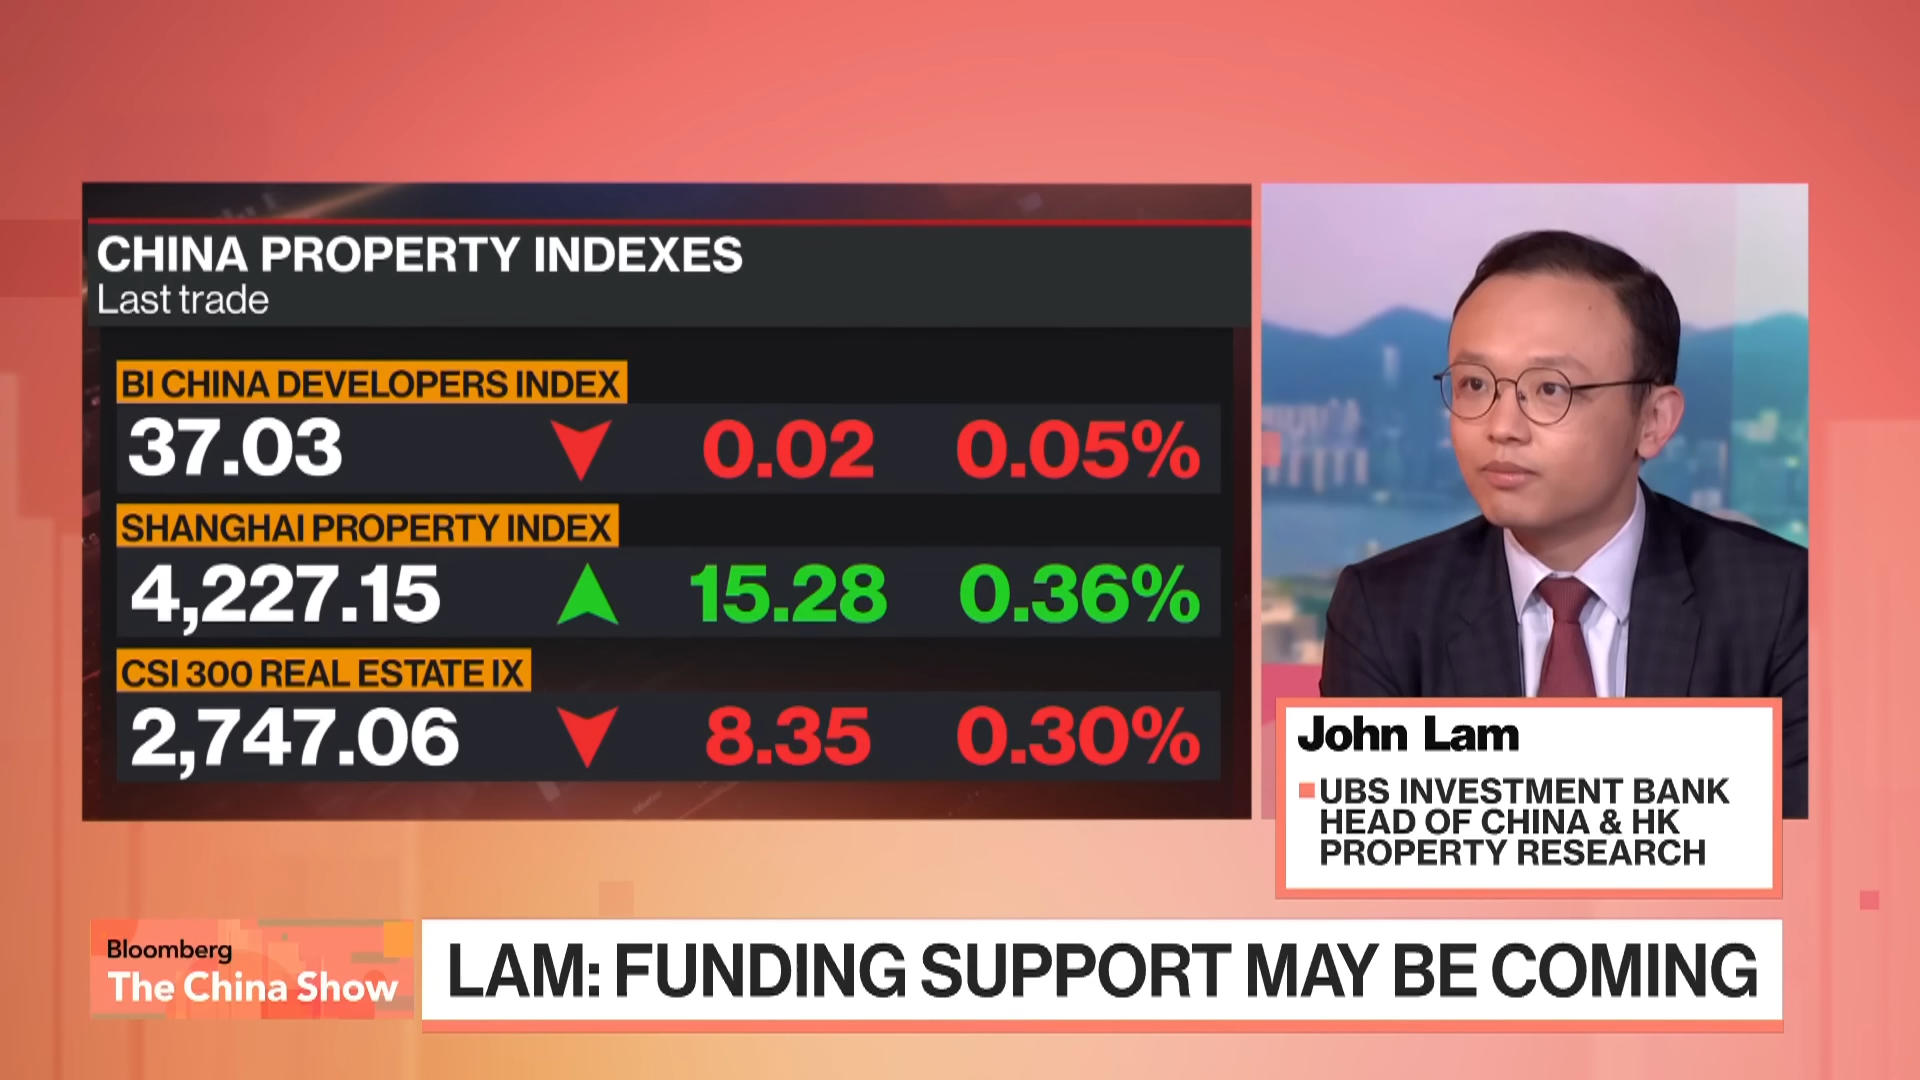 CHINA PROPERTY INDEXES
Last trade
BI CHINA DEVELOPERS INDEX
37.03 ▼ 0.02 0.05%
SHANGHAI PROPERTY INDEX
4,227.15 ▲ 15.28 0.36%
CSI 300 REAL ESTATE IX
2,747.06 ▼ 8.35 0.30%
John Lam
UBS INVESTMENT BANK
HEAD OF CHINA & HK
PROPERTY RESEARCH
Bloomberg
The China Show
LAM: FUNDING SUPPORT MAY BE COMING